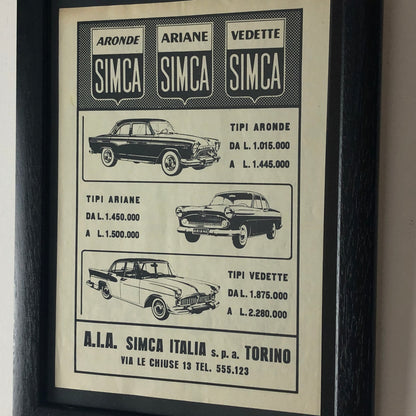 ARONDE
SIMCA
ARIANE
SIMCA
VEDETTE
SIMCA
TIPI ARONDE
DA L. 1.015.000
A L. 1.445.000
TIPI ARIANE
DA L. 1.450.000
A L. 1.500.000
TIPI VEDETTE
DA L. 1.875.000
A L. 2.280.000
A.I.A. SIMCA ITALIA s.p.a. TORINO
VIA LE CHIUSE 13 TEL. 555.123